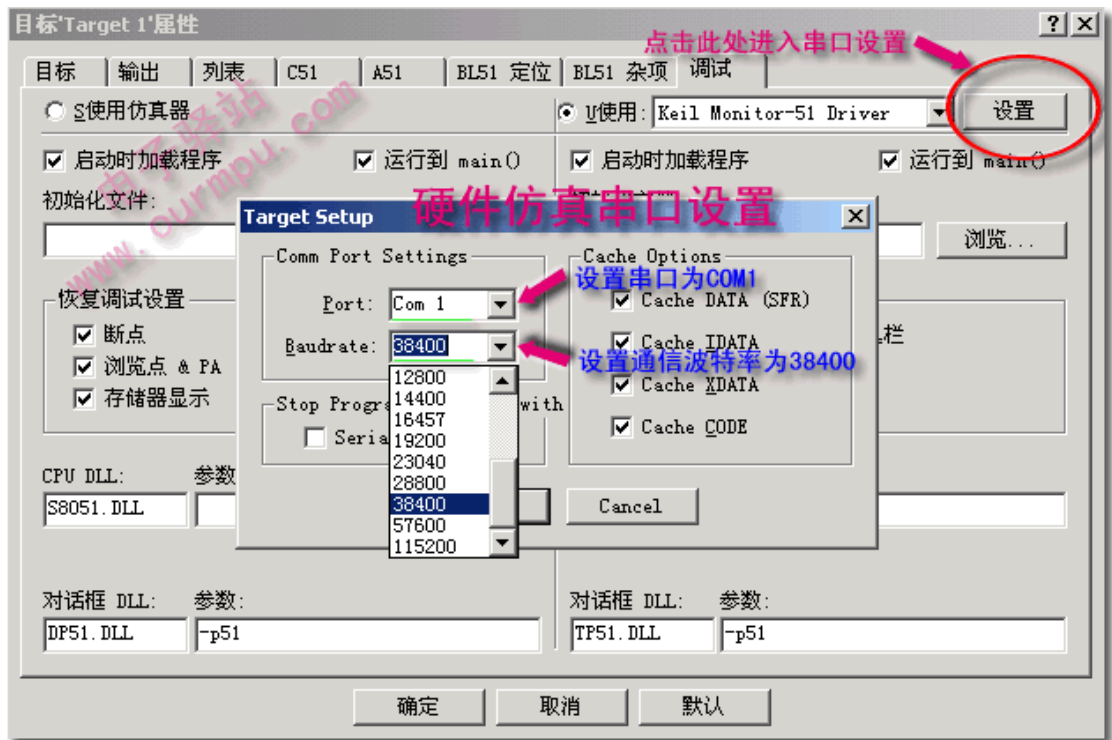 目标'Target 1'属性
点击此处进入串口设置
目标 输出 列表 C51 A51 BL51 定位 BL51 杂项 调试
S使用仿真器
U使用: Keil Monitor-51 Driver 设置
启动时加载程序 运行到 main() 启动时加载程序 运行到 main()
电子驿站
www.ourmpu.com
初始化文件:
硬件仿真串口设置
浏览...
Target Setup
Comm Port Settings
Cache Options
设置串口为COM1
Port: Com 1
Cache DATA (SFR)
Baudrate: 38400
Cache IDATA
设置通信波特率为38400
Cache XDATA
Cache CODE
12800
14400
16457
19200
23040
28800
38400
57600
115200
Stop Progra with
Seria
Cancel
恢复调试设置
断点
浏览点 & PA
存储器显示
栏
CPU DLL: 参数
S8051.DLL
对话框 DLL: 参数: 对话框 DLL: 参数:
DP51.DLL -p51 TP51.DLL -p51
确定 取消 默认